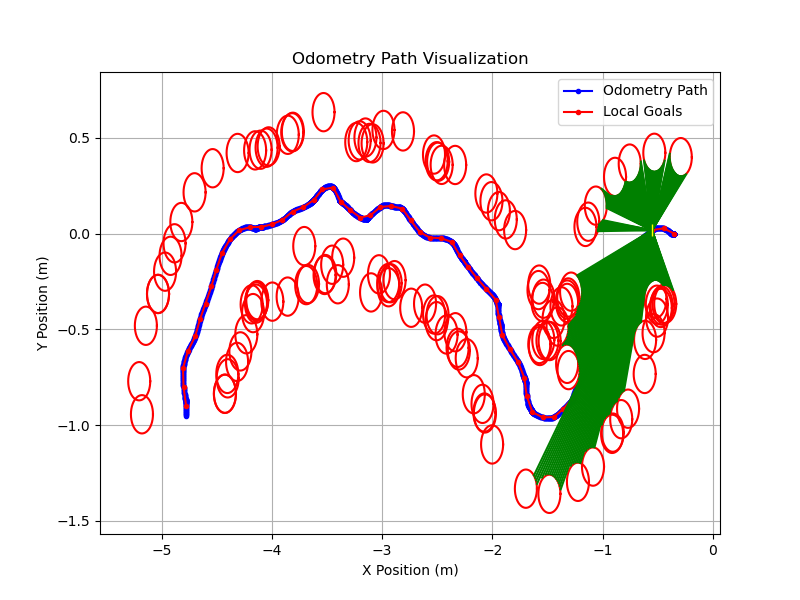 Odometry Path Visualization
Odometry Path
Local Goals
Y Position (m)
0.5
0.0
−0.5
−1.0
−1.5
−5
−4
−3
−2
−1
0
X Position (m)